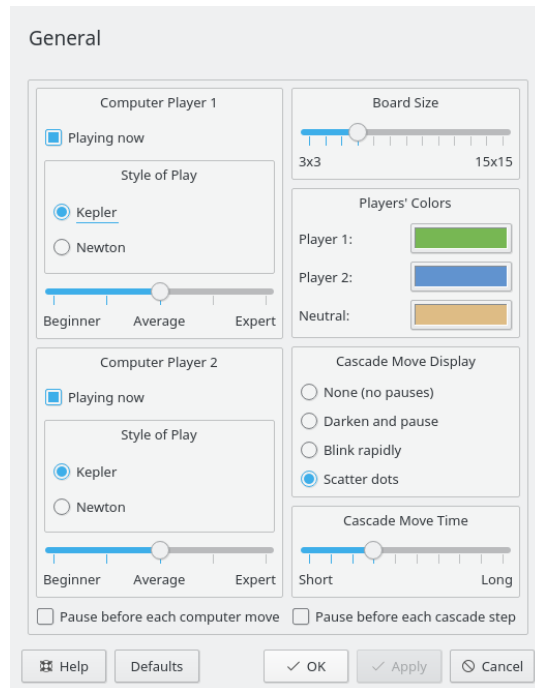 General
Computer Player 1
Playing now
Style of Play
Kepler
Newton
Beginner Average Expert
Computer Player 2
Playing now
Style of Play
Kepler
Newton
Beginner Average Expert
Pause before each computer move
Board Size
3x3 15x15
Players' Colors
Player 1:
Player 2:
Neutral:
Cascade Move Display
None (no pauses)
Darken and pause
Blink rapidly
Scatter dots
Cascade Move Time
Short Long
Pause before each cascade step
Help Defaults OK Apply Cancel